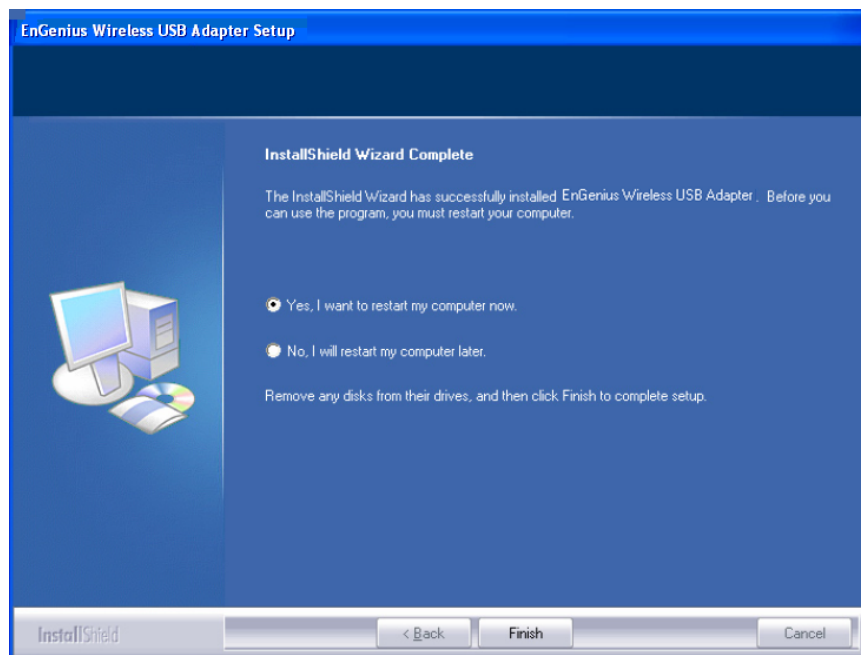 EnGenius Wireless USB Adapter Setup
InstallShield Wizard Complete
The InstallShield Wizard has successfully installed EnGenius Wireless USB Adapter . Before you
can use the program, you must restart your computer.
Yes, I want to restart my computer now.
No, I will restart my computer later.
Remove any disks from their drives, and then click Finish to complete setup.
InstallShield
< Back
Finish
Cancel